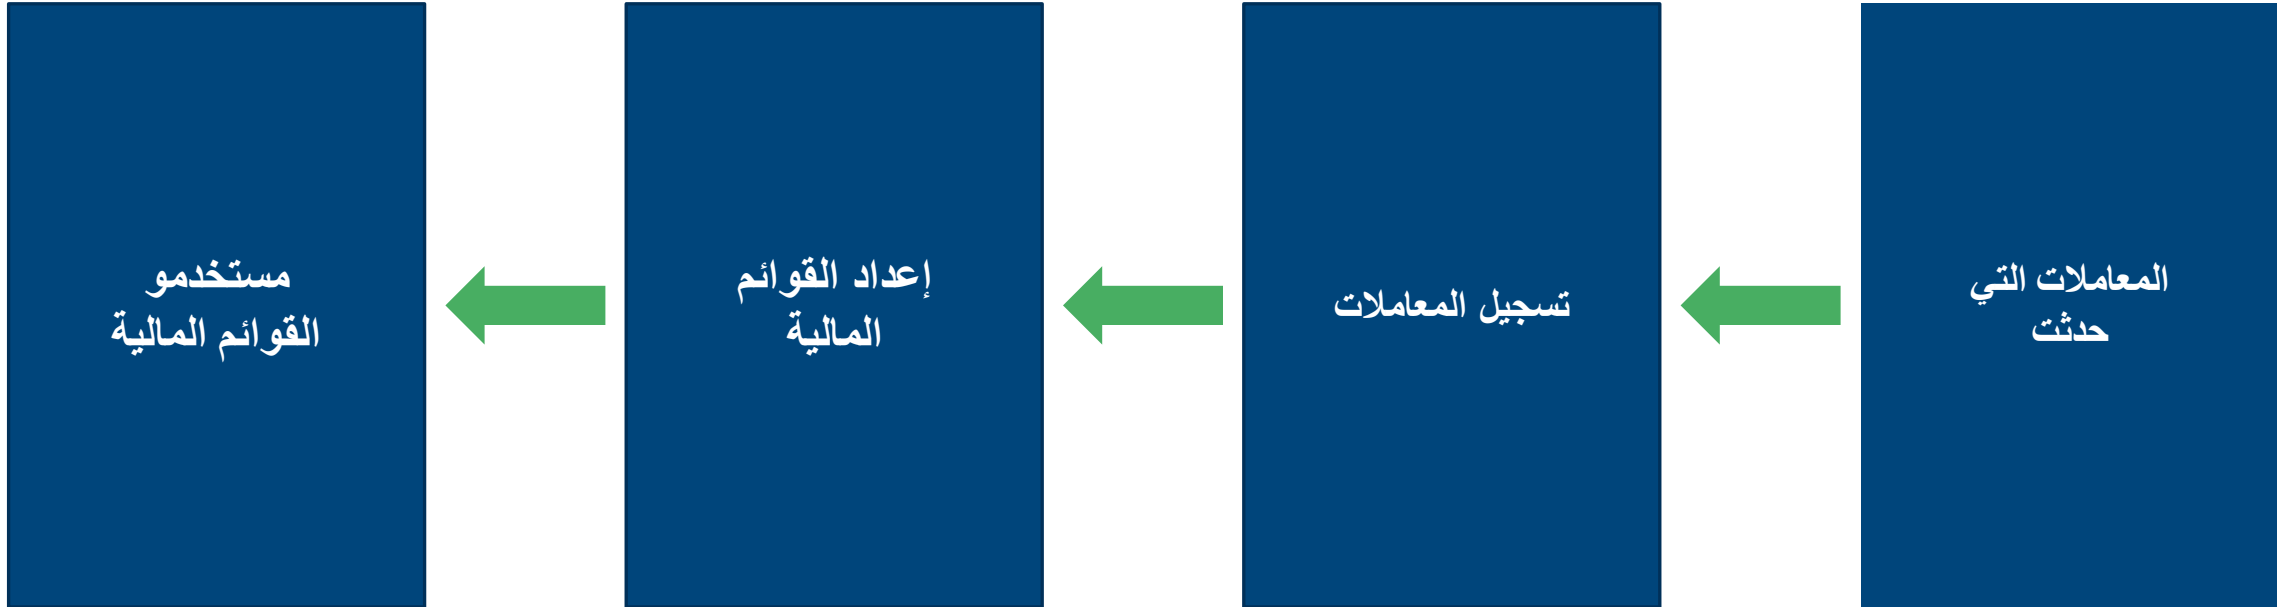 المعاملات التي
حدثت
تسجيل المعاملات
إعداد القوائم
المالية
مستخدمو
القوائم المالية